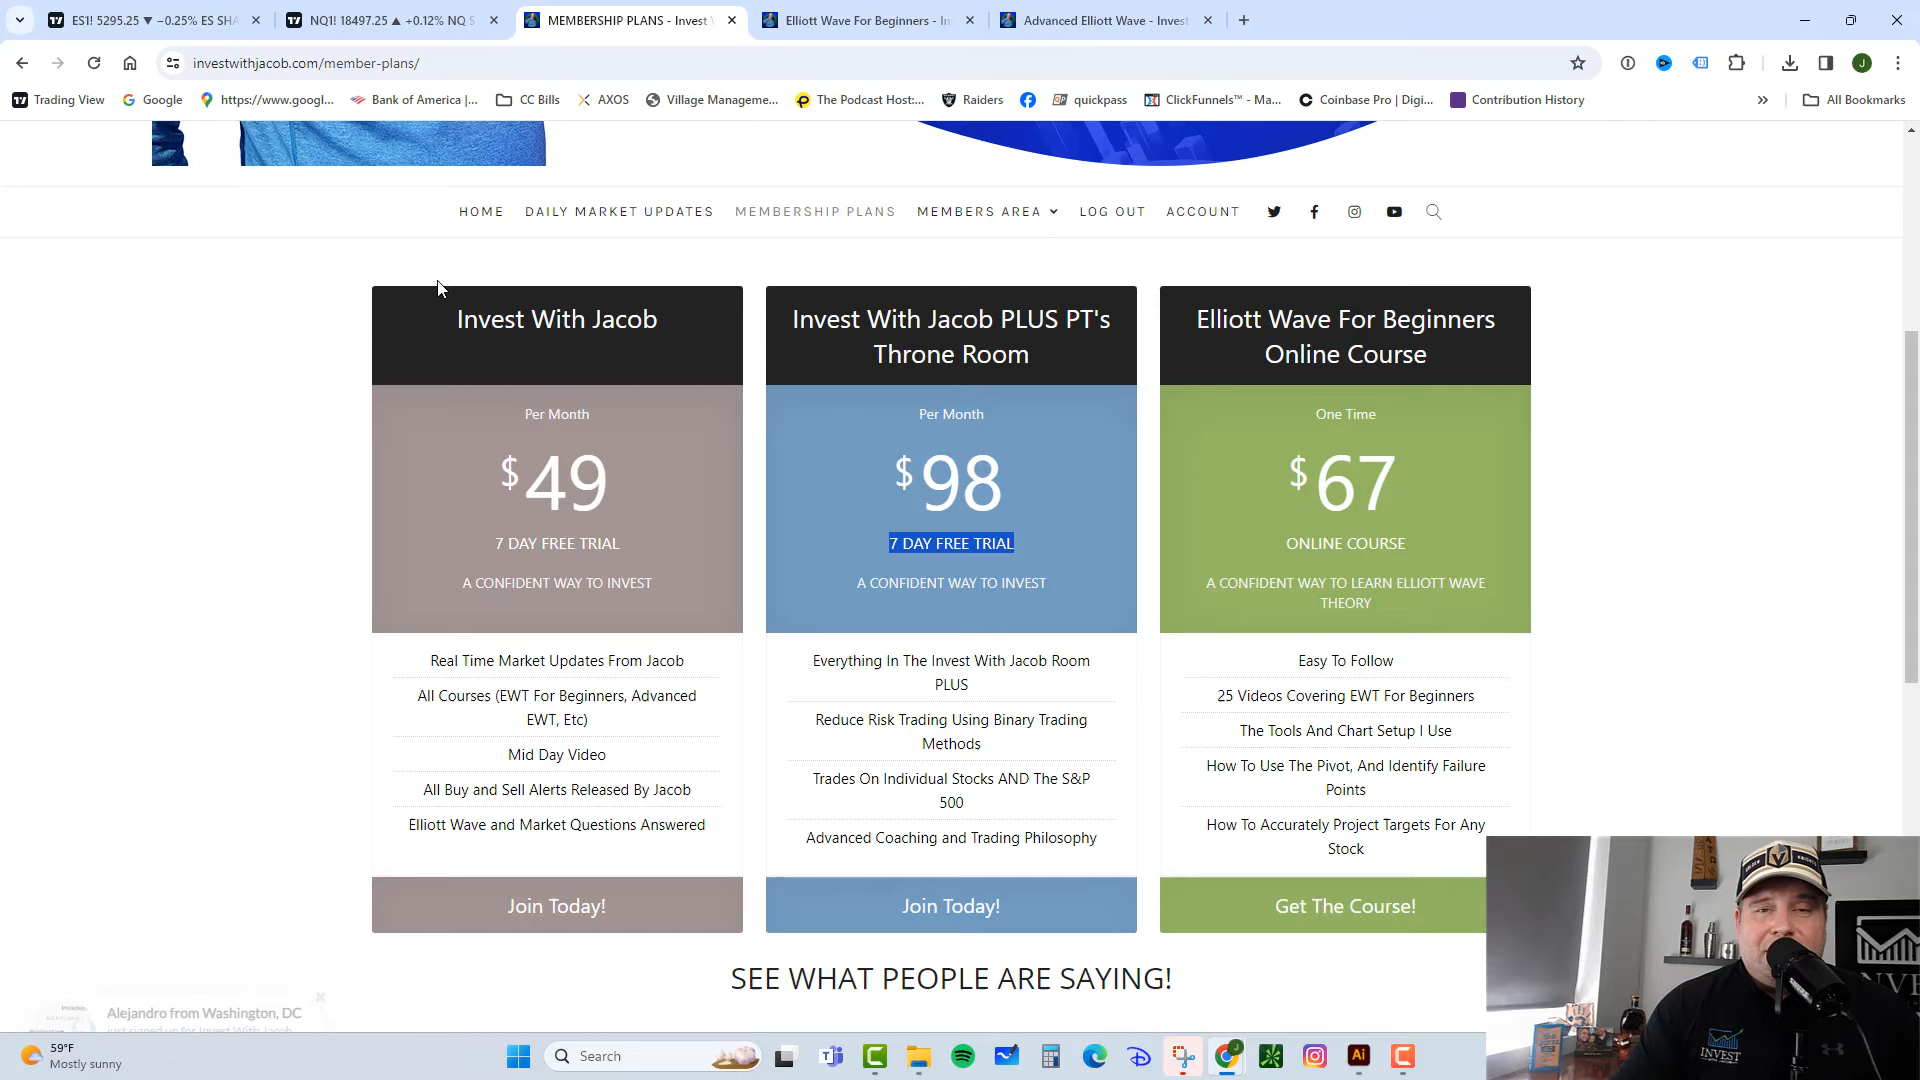 ES1! 5295.25 ▼ −0.25% ES SHA
NQ1! 18497.25 ▲ +0.12% NQ S
MEMBERSHIP PLANS - Invest W
Elliott Wave For Beginners - In
Advanced Elliott Wave - Invest
investwithjacob.com/member-plans/
J
Trading View
Google
https://www.googl...
Bank of America |...
CC Bills
AXOS
Village Manageme...
The Podcast Host:...
Raiders
quickpass
ClickFunnels™ - Ma...
Coinbase Pro | Digi...
Contribution History
All Bookmarks
HOME
DAILY MARKET UPDATES
MEMBERSHIP PLANS
MEMBERS AREA
LOG OUT
ACCOUNT
Invest With Jacob
Per Month
$49
7 DAY FREE TRIAL
A CONFIDENT WAY TO INVEST
Real Time Market Updates From Jacob
All Courses (EWT For Beginners, Advanced
EWT, Etc)
Mid Day Video
All Buy and Sell Alerts Released By Jacob
Elliott Wave and Market Questions Answered
Join Today!
Invest With Jacob PLUS PT's
Throne Room
Per Month
$98
7 DAY FREE TRIAL
A CONFIDENT WAY TO INVEST
Everything In The Invest With Jacob Room
PLUS
Reduce Risk Trading Using Binary Trading
Methods
Trades On Individual Stocks AND The S&P
500
Advanced Coaching and Trading Philosophy
Join Today!
Elliott Wave For Beginners
Online Course
One Time
$67
ONLINE COURSE
A CONFIDENT WAY TO LEARN ELLIOTT WAVE
THEORY
Easy To Follow
25 Videos Covering EWT For Beginners
The Tools And Chart Setup I Use
How To Use The Pivot, And Identify Failure
Points
How To Accurately Project Targets For Any
Stock
Get The Course!
SEE WHAT PEOPLE ARE SAYING!
Alejandro from Washington, DC
just signed up for Invest With Jacob
59°F
Mostly sunny
Search
INVEST